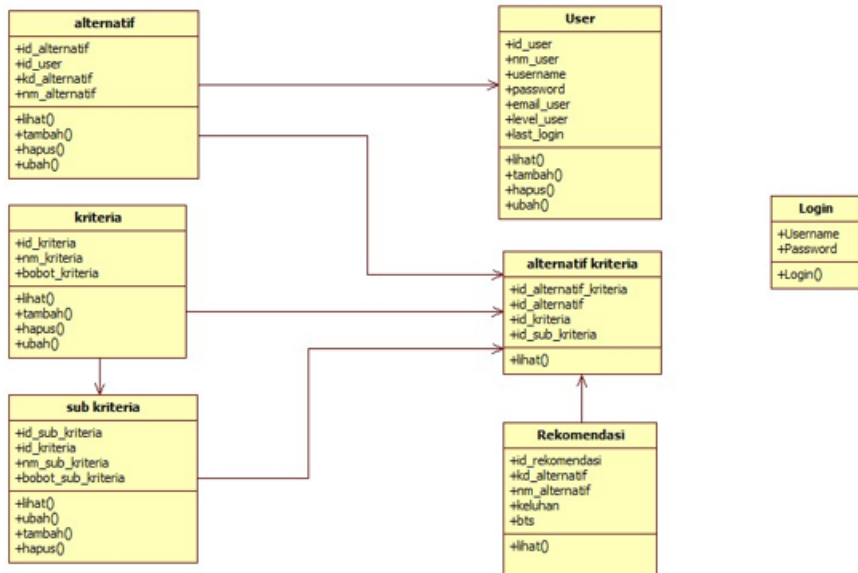 alternatif
+id_alternatif
+id_user
+kd_alternatif
+nm_alternatif
+lihat()
+tambah()
+hapus()
+ubah()
User
+id_user
+nm_user
+username
+password
+email_user
+level_user
+last_login
+lihat()
+tambah()
+hapus()
+ubah()
kriteria
+id_kriteria
+nm_kriteria
+bobot_kriteria
+lihat()
+tambah()
+hapus()
+ubah()
alternatif kriteria
+id_alternatif_kriteria
+id_alternatif
+id_kriteria
+id_sub_kriteria
+lihat()
Login
+Username
+Password
+Login()
sub kriteria
+id_sub_kriteria
+id_kriteria
+nm_sub_kriteria
+bobot_sub_kriteria
+lihat()
+ubah()
+tambah()
+hapus()
Rekomendasi
+id_rekomendasi
+kd_alternatif
+nm_alternatif
+keluhan
+bts
+lihat()